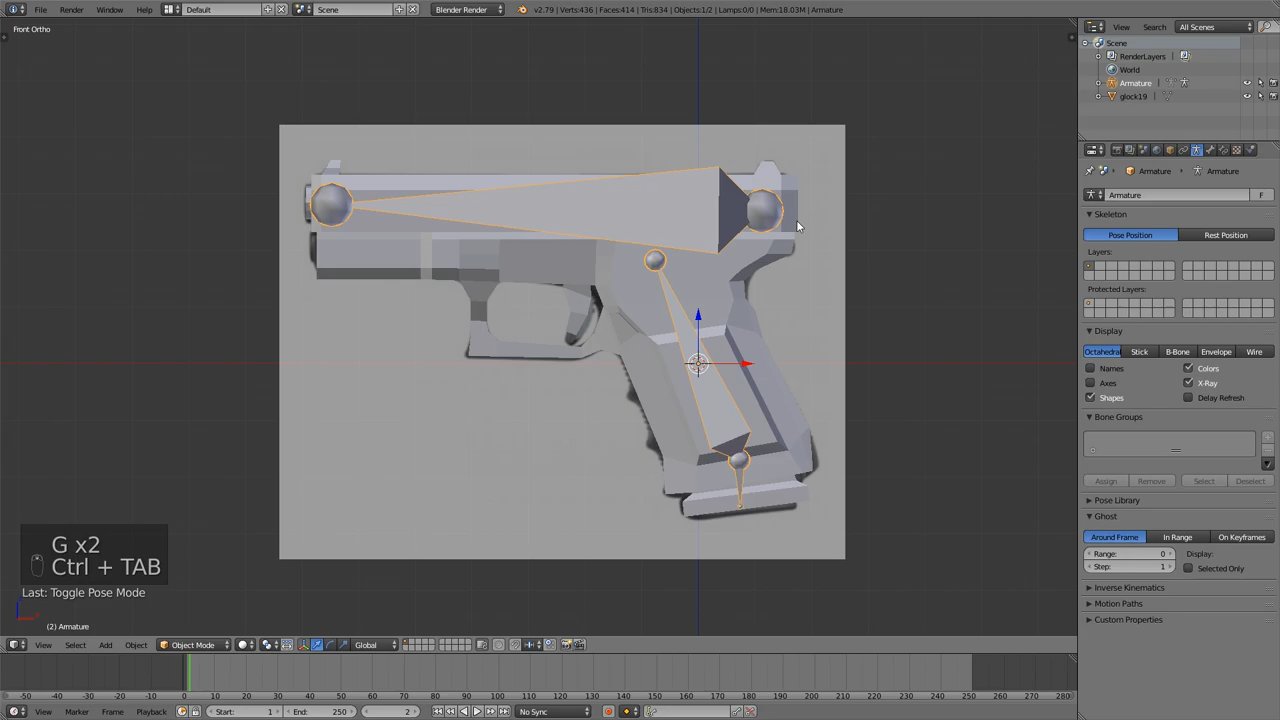 File Render Window Help Default Scene Blender Render v2.79 | Verts:436 | Faces:414 | Tris:834 | Objects:1/2 | Lamps:0/0 | Mem:18.03M | Armature
View Search All Scenes
Front Ortho
Scene
RenderLayers
World
Armature
glock19
Armature Armature
Armature F
Skeleton
Pose Position Rest Position
Layers:
Protected Layers:
Display
Octahedral Stick B-Bone Envelope Wire
Names Colors
Axes X-Ray
Shapes Delay Refresh
Bone Groups
Assign Remove Select Deselect
Pose Library
Ghost
Around Frame In Range On Keyframes
Range: 0 Display:
Step: 1 Selected Only
Inverse Kinematics
Motion Paths
Custom Properties
G x2
Ctrl + TAB
Last: Toggle Pose Mode
(2) Armature
View Select Add Object Object Mode Global
-50 -40 -30 -20 -10 0 10 20 30 40 50 60 70 80 90 100 110 120 130 140 150 160 170 180 190 200 210 220 230 240 250 260 270 280
View Marker Frame Playback Start: 1 End: 250 2 No Sync